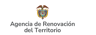 Agencia de Renovación
del Territorio